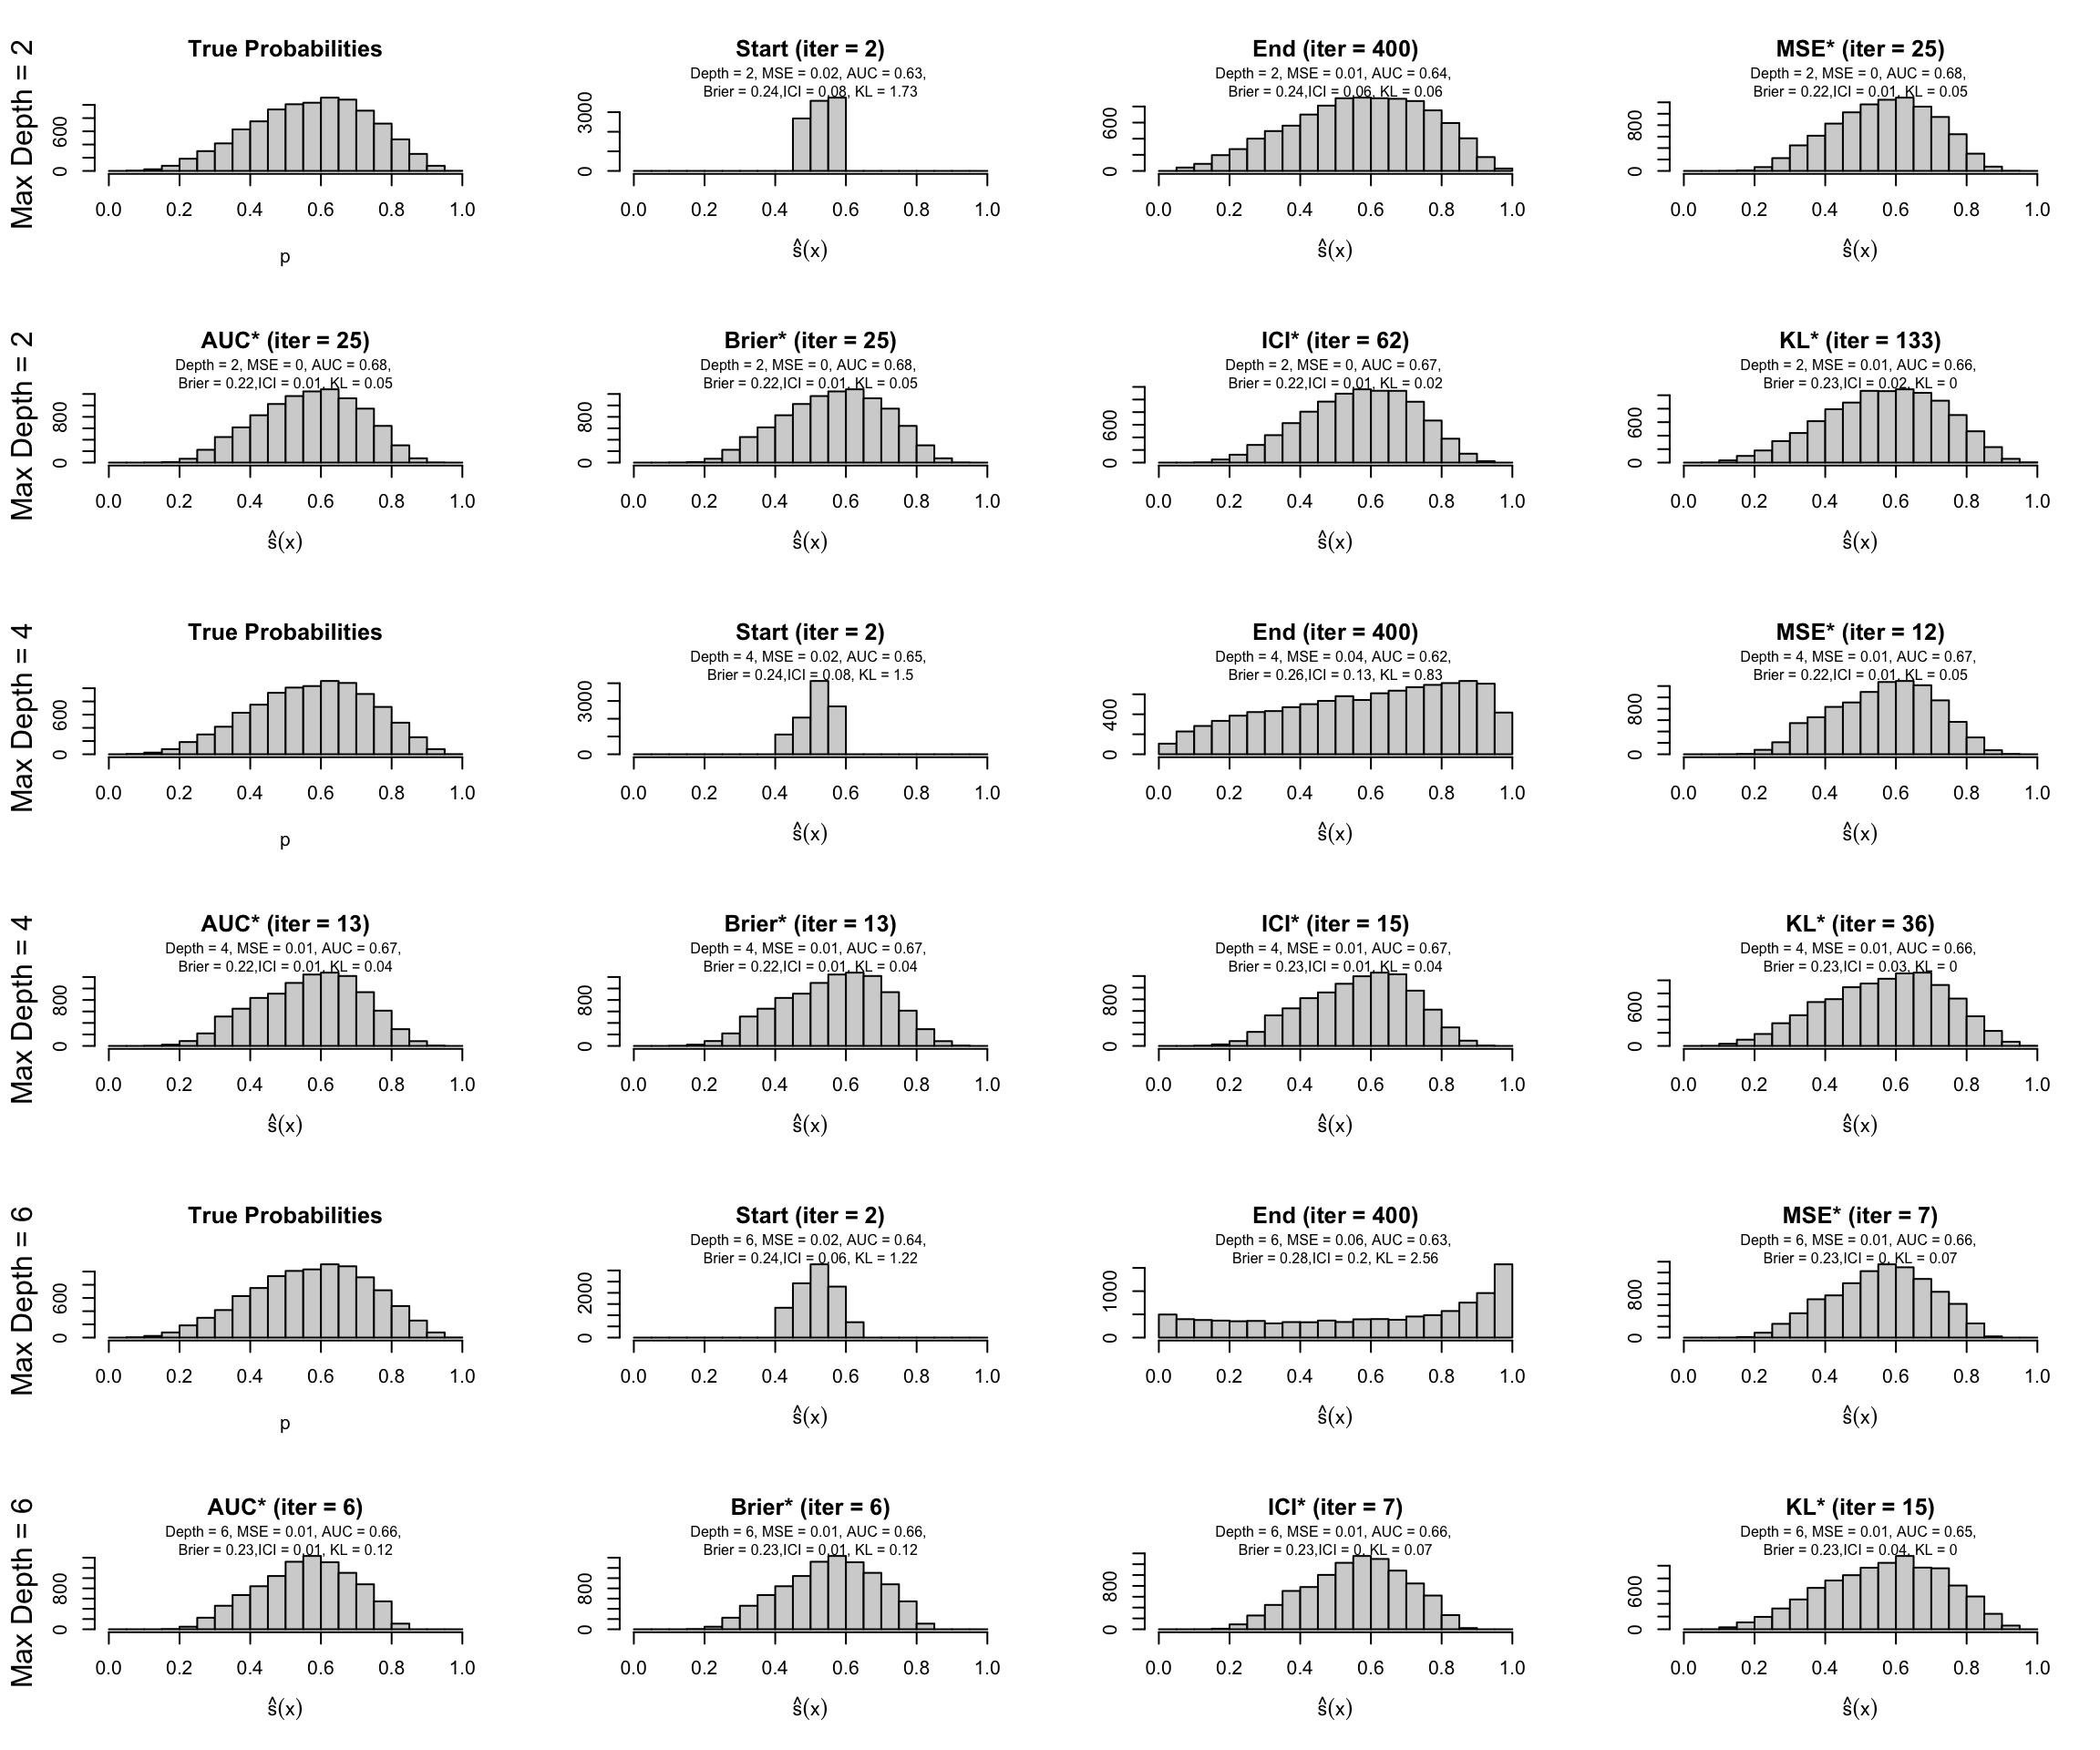 Max Depth = 2
True Probabilities
0 600
0.0 0.2 0.4 0.6 0.8 1.0
p
Start (iter = 2)
Depth = 2, MSE = 0.02, AUC = 0.63,
Brier = 0.24,ICI = 0.08, KL = 1.73
0 3000
0.0 0.2 0.4 0.6 0.8 1.0
ŝ(x)
End (iter = 400)
Depth = 2, MSE = 0.01, AUC = 0.64,
Brier = 0.24,ICI = 0.06, KL = 0.06
0 600
0.0 0.2 0.4 0.6 0.8 1.0
ŝ(x)
MSE* (iter = 25)
Depth = 2, MSE = 0, AUC = 0.68,
Brier = 0.22,ICI = 0.01, KL = 0.05
0 800
0.0 0.2 0.4 0.6 0.8 1.0
ŝ(x)
Max Depth = 2
AUC* (iter = 25)
Depth = 2, MSE = 0, AUC = 0.68,
Brier = 0.22,ICI = 0.01, KL = 0.05
0 800
0.0 0.2 0.4 0.6 0.8 1.0
ŝ(x)
Brier* (iter = 25)
Depth = 2, MSE = 0, AUC = 0.68,
Brier = 0.22,ICI = 0.01, KL = 0.05
0 800
0.0 0.2 0.4 0.6 0.8 1.0
ŝ(x)
ICI* (iter = 62)
Depth = 2, MSE = 0, AUC = 0.67,
Brier = 0.22,ICI = 0.01, KL = 0.02
0 600
0.0 0.2 0.4 0.6 0.8 1.0
ŝ(x)
KL* (iter = 133)
Depth = 2, MSE = 0.01, AUC = 0.66,
Brier = 0.23,ICI = 0.02, KL = 0
0 600
0.0 0.2 0.4 0.6 0.8 1.0
ŝ(x)
Max Depth = 4
True Probabilities
0 600
0.0 0.2 0.4 0.6 0.8 1.0
p
Start (iter = 2)
Depth = 4, MSE = 0.02, AUC = 0.65,
Brier = 0.24,ICI = 0.08, KL = 1.5
0 3000
0.0 0.2 0.4 0.6 0.8 1.0
ŝ(x)
End (iter = 400)
Depth = 4, MSE = 0.04, AUC = 0.62,
Brier = 0.26,ICI = 0.13, KL = 0.83
0 400
0.0 0.2 0.4 0.6 0.8 1.0
ŝ(x)
MSE* (iter = 12)
Depth = 4, MSE = 0.01, AUC = 0.67,
Brier = 0.22,ICI = 0.01, KL = 0.05
0 800
0.0 0.2 0.4 0.6 0.8 1.0
ŝ(x)
Max Depth = 4
AUC* (iter = 13)
Depth = 4, MSE = 0.01, AUC = 0.67,
Brier = 0.22,ICI = 0.01, KL = 0.04
0 800
0.0 0.2 0.4 0.6 0.8 1.0
ŝ(x)
Brier* (iter = 13)
Depth = 4, MSE = 0.01, AUC = 0.67,
Brier = 0.22,ICI = 0.01, KL = 0.04
0 800
0.0 0.2 0.4 0.6 0.8 1.0
ŝ(x)
ICI* (iter = 15)
Depth = 4, MSE = 0.01, AUC = 0.67,
Brier = 0.23,ICI = 0.01, KL = 0.04
0 800
0.0 0.2 0.4 0.6 0.8 1.0
ŝ(x)
KL* (iter = 36)
Depth = 4, MSE = 0.01, AUC = 0.66,
Brier = 0.23,ICI = 0.03, KL = 0
0 600
0.0 0.2 0.4 0.6 0.8 1.0
ŝ(x)
Max Depth = 6
True Probabilities
0 600
0.0 0.2 0.4 0.6 0.8 1.0
p
Start (iter = 2)
Depth = 6, MSE = 0.02, AUC = 0.64,
Brier = 0.24,ICI = 0.06, KL = 1.22
0 2000
0.0 0.2 0.4 0.6 0.8 1.0
ŝ(x)
End (iter = 400)
Depth = 6, MSE = 0.06, AUC = 0.63,
Brier = 0.28,ICI = 0.2, KL = 2.56
0 1000
0.0 0.2 0.4 0.6 0.8 1.0
ŝ(x)
MSE* (iter = 7)
Depth = 6, MSE = 0.01, AUC = 0.66,
Brier = 0.23,ICI = 0, KL = 0.07
0 800
0.0 0.2 0.4 0.6 0.8 1.0
ŝ(x)
Max Depth = 6
AUC* (iter = 6)
Depth = 6, MSE = 0.01, AUC = 0.66,
Brier = 0.23,ICI = 0.01, KL = 0.12
0 800
0.0 0.2 0.4 0.6 0.8 1.0
ŝ(x)
Brier* (iter = 6)
Depth = 6, MSE = 0.01, AUC = 0.66,
Brier = 0.23,ICI = 0.01, KL = 0.12
0 800
0.0 0.2 0.4 0.6 0.8 1.0
ŝ(x)
ICI* (iter = 7)
Depth = 6, MSE = 0.01, AUC = 0.66,
Brier = 0.23,ICI = 0, KL = 0.07
0 800
0.0 0.2 0.4 0.6 0.8 1.0
ŝ(x)
KL* (iter = 15)
Depth = 6, MSE = 0.01, AUC = 0.65,
Brier = 0.23,ICI = 0.04, KL = 0
0 600
0.0 0.2 0.4 0.6 0.8 1.0
ŝ(x)